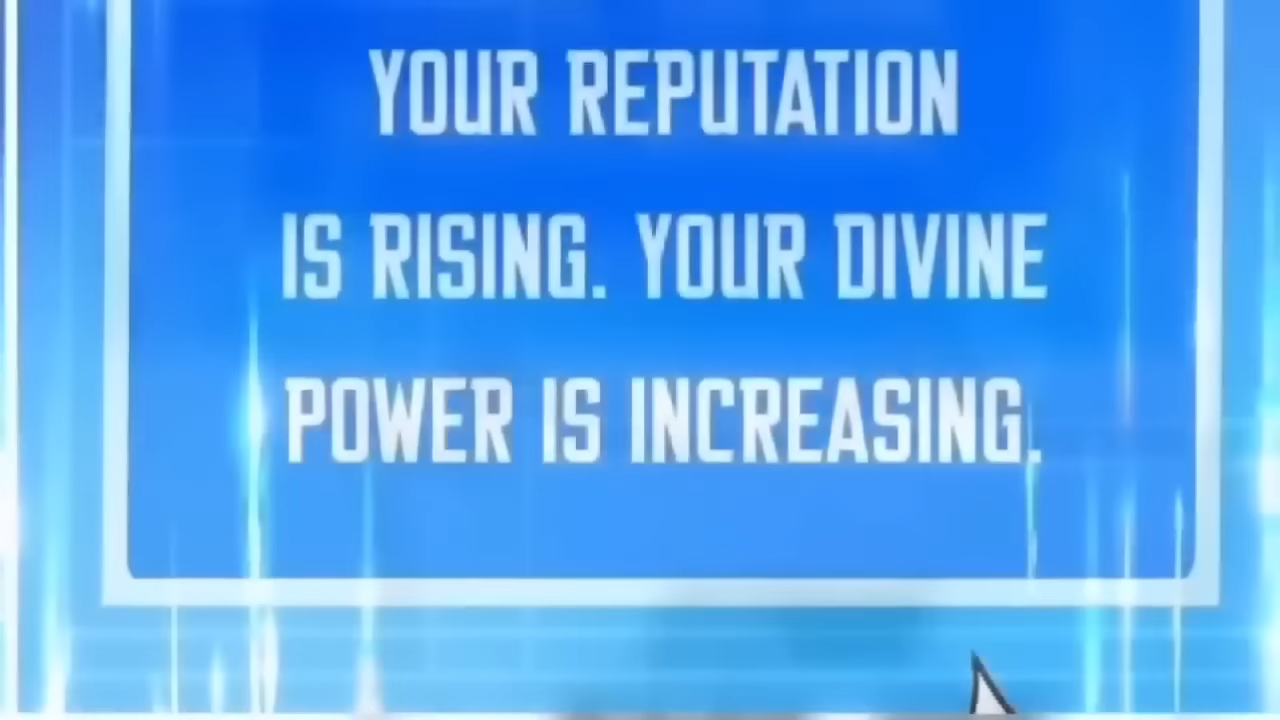 YOUR REPUTATION
IS RISING. YOUR DIVINE
POWER IS INCREASING.